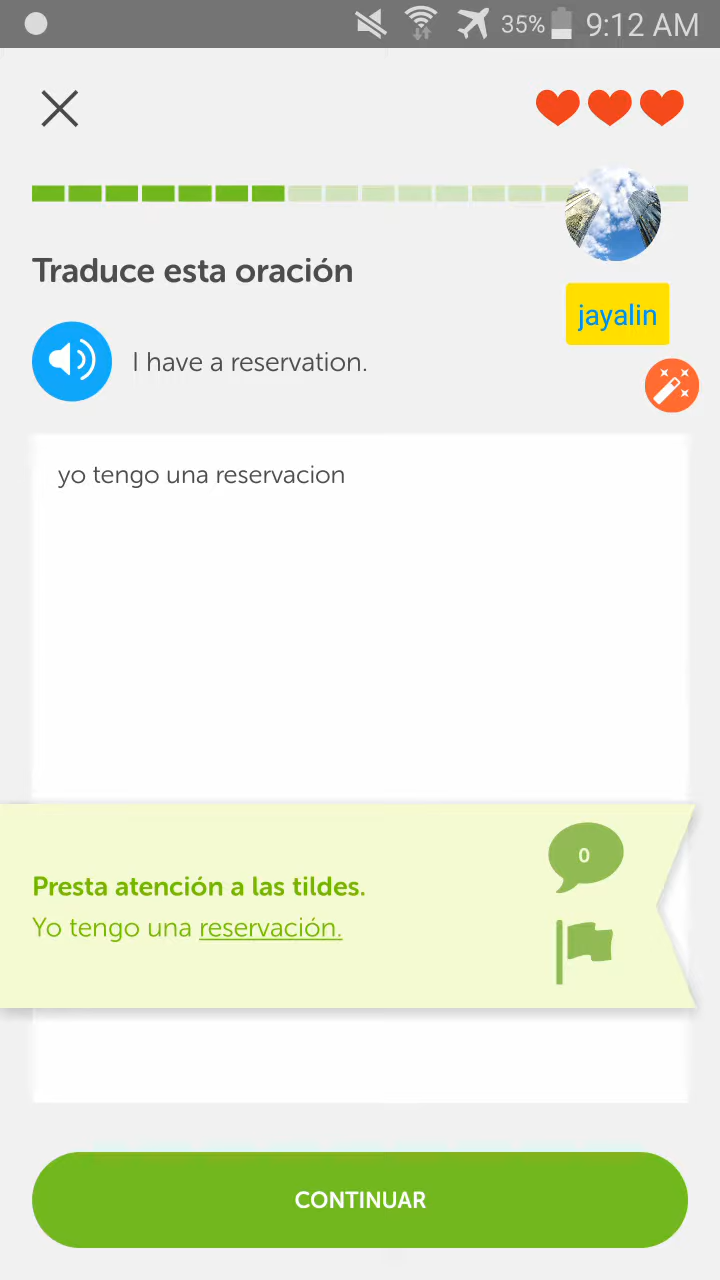 35% 9:12 AM
Traduce esta oración
jayalin
I have a reservation.
yo tengo una reservacion
0
Presta atención a las tildes.
Yo tengo una reservación.
CONTINUAR